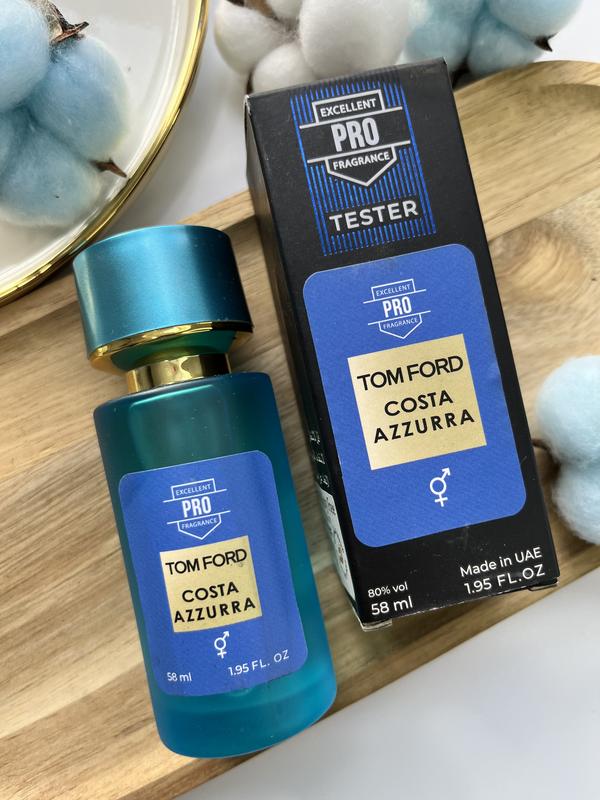 EXCELLENT
PRO
FRAGRANCE
TESTER
EXCELLENT
PRO
FRAGRANCE
TOM FORD
COSTA
AZZURRA
80% vol
58 ml
Made in UAE
1.95 FL.OZ
EXCELLENT
PRO
FRAGRANCE
TOM FORD
COSTA
AZZURRA
58 ml
1.95 FL. OZ